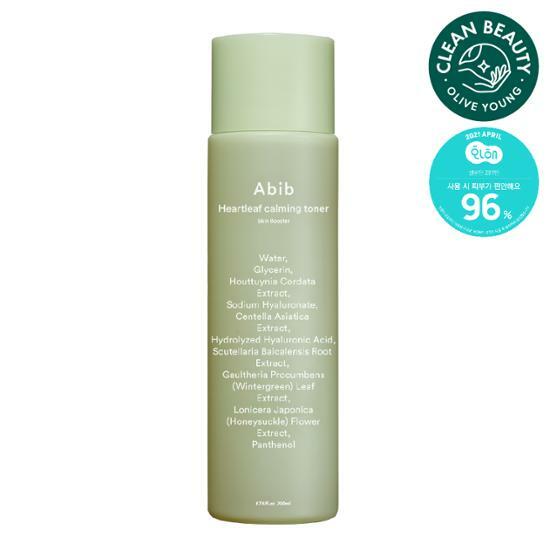 CLEAN BEAUTY
OLIVE YOUNG
2021 APRIL
사용 시 피부가 편안해요
96%
Abib
Heartleaf calming toner
Skin Booster
Water,
Glycerin,
Houttuynia Cordata
Extract,
Sodium Hyaluronate,
Centella Asiatica
Extract,
Hydrolyzed Hyaluronic Acid,
Scutellaria Baicalensis Root
Extract,
Gaultheria Procumbens
(Wintergreen) Leaf
Extract,
Lonicera Japonica
(Honeysuckle) Flower
Extract,
Panthenol
200ml